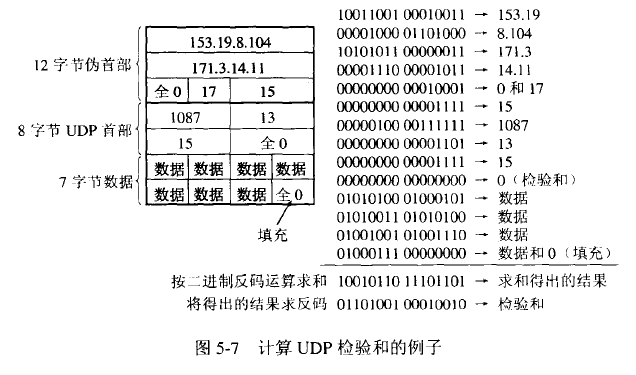 12 字节伪首部
153.19.8.104
171.3.14.11
全 0 17 15
8 字节 UDP 首部
1087 13
15 全 0
7 字节数据
数据 数据 数据 数据
数据 数据 数据 全 0
填充
10011001 00010011 → 153.19
00001000 01101000 → 8.104
10101011 00000011 → 171.3
00001110 00001011 → 14.11
00000000 00010001 → 0 和 17
00000000 00001111 → 15
00000100 00111111 → 1087
00000000 00001101 → 13
00000000 00001111 → 15
00000000 00000000 → 0（检验和）
01010100 01000101 → 数据
01010011 01010100 → 数据
01001001 01001110 → 数据
01000111 00000000 → 数据和 0（填充）
按二进制反码运算求和 10010110 11101101 → 求和得出的结果
将得出的结果求反码 01101001 00010010 → 检验和
图 5-7 计算 UDP 检验和的例子